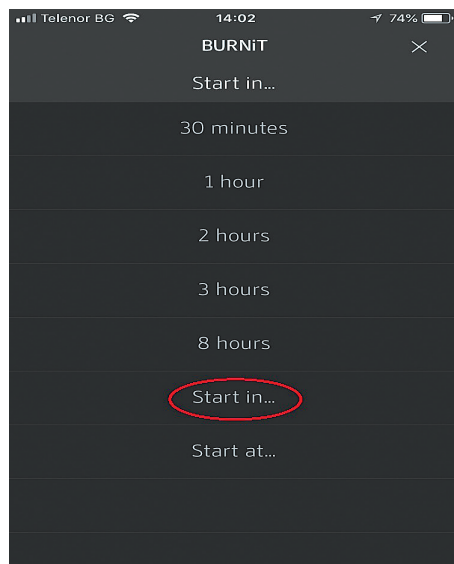 Telenor BG 14:02 74%
BURNiT
Start in...
30 minutes
1 hour
2 hours
3 hours
8 hours
Start in...
Start at...